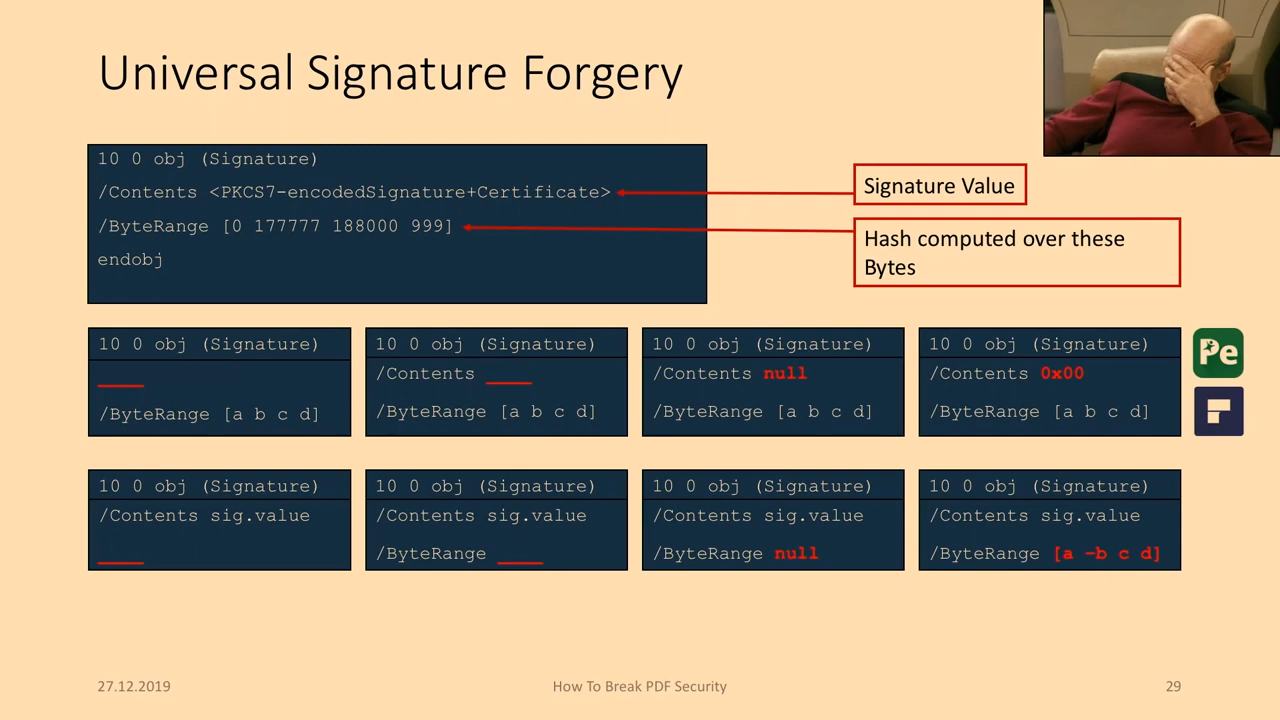 Universal Signature Forgery
10 0 obj (Signature)
/Contents <PKCS7-encodedSignature+Certificate>
/ByteRange [0 177777 188000 999]
endobj
Signature Value
Hash computed over these
Bytes
10 0 obj (Signature)
____
/ByteRange [a b c d]
10 0 obj (Signature)
/Contents ____
/ByteRange [a b c d]
10 0 obj (Signature)
/Contents null
/ByteRange [a b c d]
10 0 obj (Signature)
/Contents 0x00
/ByteRange [a b c d]
Pe
10 0 obj (Signature)
/Contents sig.value
____
10 0 obj (Signature)
/Contents sig.value
/ByteRange ____
10 0 obj (Signature)
/Contents sig.value
/ByteRange null
10 0 obj (Signature)
/Contents sig.value
/ByteRange [a –b c d]
27.12.2019
How To Break PDF Security
29